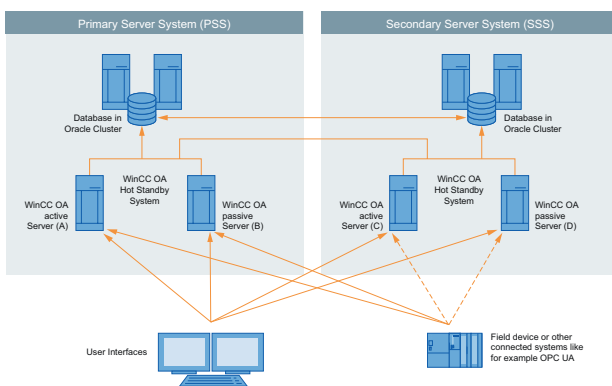 Primary Server System (PSS)
Secondary Server System (SSS)
Database in
Oracle Cluster
Database in
Oracle Cluster
WinCC OA
Hot Standby
System
WinCC OA
Hot Standby
System
WinCC OA
active
Server (A)
WinCC OA
passive
Server (B)
WinCC OA
active
Server (C)
WinCC OA
passive
Server (D)
User Interfaces
Field device or other
connected systems like
for example OPC UA